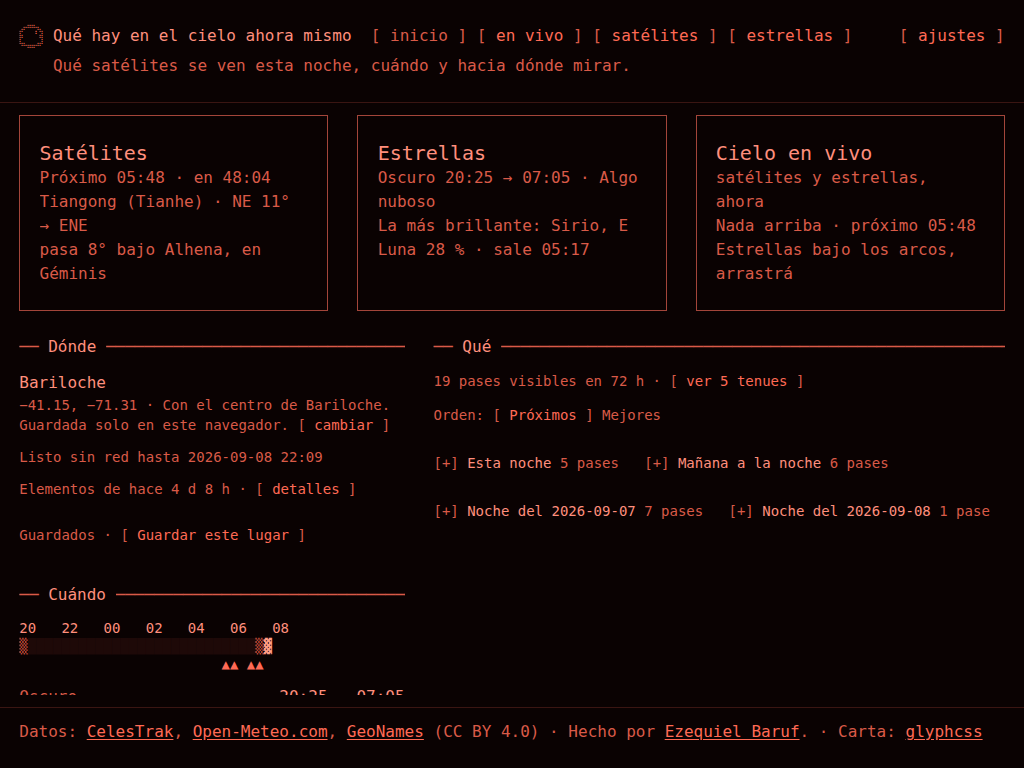 Qué hay en el cielo ahora mismo [ inicio ] [ en vivo ] [ satélites ] [ estrellas ] [ ajustes ]
Qué satélites se ven esta noche, cuándo y hacia dónde mirar.
Satélites
Próximo 05:48 · en 48:04
Tiangong (Tianhe) · NE 11°
→ ENE
pasa 8° bajo Alhena, en
Géminis
Estrellas
Oscuro 20:25 → 07:05 · Algo
nuboso
La más brillante: Sirio, E
Luna 28 % · sale 05:17
Cielo en vivo
satélites y estrellas,
ahora
Nada arriba · próximo 05:48
Estrellas bajo los arcos,
arrastrá
Dónde
Bariloche
−41.15, −71.31 · Con el centro de Bariloche.
Guardada solo en este navegador. [ cambiar ]
Listo sin red hasta 2026-09-08 22:09
Elementos de hace 4 d 8 h · [ detalles ]
Guardados · [ Guardar este lugar ]
Cuándo
20 22 00 02 04 06 08
▲▲ ▲▲
Oscuro 20:25 07:05
Qué
19 pases visibles en 72 h · [ ver 5 tenues ]
Orden: [ Próximos ] Mejores
[+] Esta noche 5 pases [+] Mañana a la noche 6 pases
[+] Noche del 2026-09-07 7 pases [+] Noche del 2026-09-08 1 pase
Datos: CelesTrak, Open-Meteo.com, GeoNames (CC BY 4.0) · Hecho por Ezequiel Baruf. · Carta: glyphcss